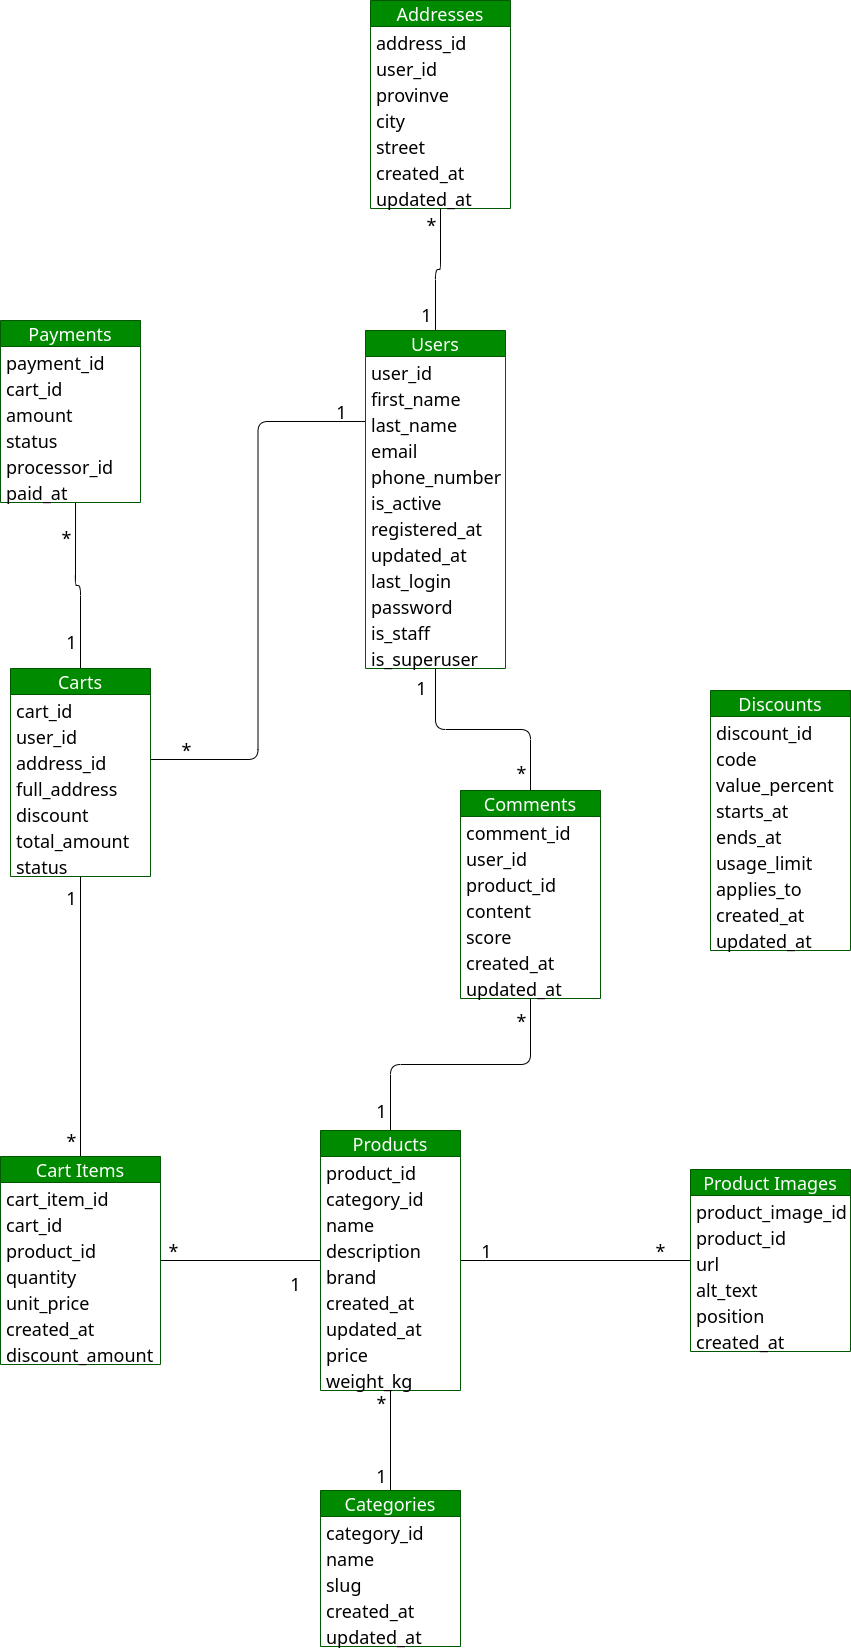 Addresses
address_id
user_id
provinve
city
street
created_at
updated_at
*
1
Payments
payment_id
cart_id
amount
status
processor_id
paid_at
*
1
Users
user_id
first_name
last_name
email
phone_number
is_active
registered_at
updated_at
last_login
password
is_staff
is_superuser
1
*
Carts
cart_id
user_id
address_id
full_address
discount
total_amount
status
1
*
1
*
Comments
comment_id
user_id
product_id
content
score
created_at
updated_at
*
1
Discounts
discount_id
code
value_percent
starts_at
ends_at
usage_limit
applies_to
created_at
updated_at
Cart Items
cart_item_id
cart_id
product_id
quantity
unit_price
created_at
discount_amount
*
1
Products
product_id
category_id
name
description
brand
created_at
updated_at
price
weight_kg
1
*
Product Images
product_image_id
product_id
url
alt_text
position
created_at
*
1
Categories
category_id
name
slug
created_at
updated_at